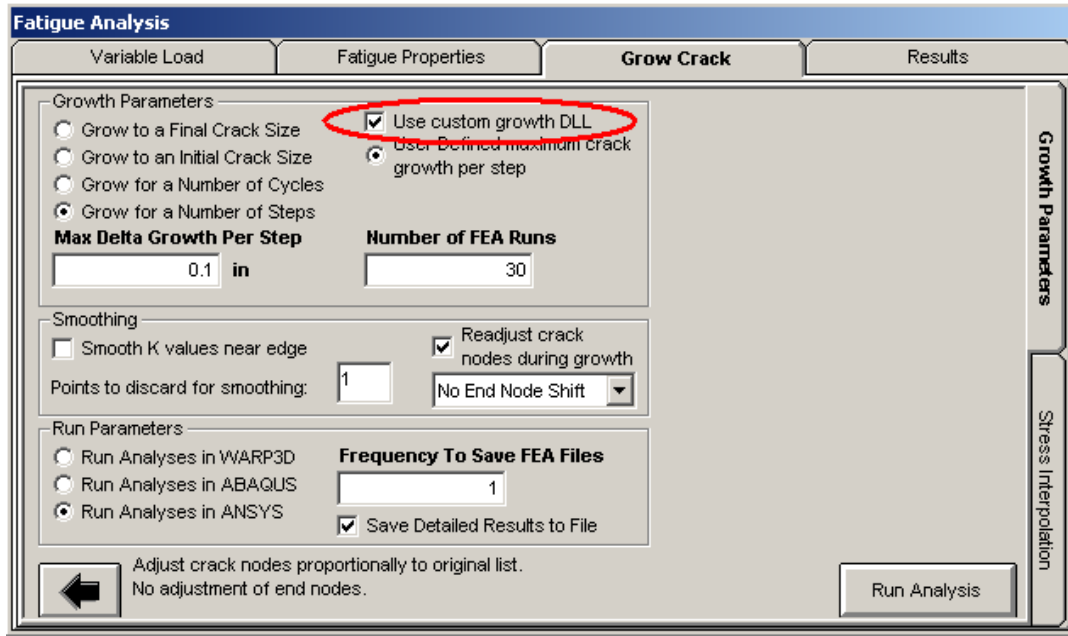 Fatigue Analysis
Variable Load
Fatigue Properties
Grow Crack
Results
Growth Parameters
Grow to a Final Crack Size
Grow to an Initial Crack Size
Grow for a Number of Cycles
Grow for a Number of Steps
Use custom growth DLL
User Defined maximum crack
growth per step
Max Delta Growth Per Step
0.1 in
Number of FEA Runs
30
Smoothing
Smooth K values near edge
Points to discard for smoothing:
1
Readjust crack
nodes during growth
No End Node Shift
Run Parameters
Run Analyses in WARP3D
Run Analyses in ABAQUS
Run Analyses in ANSYS
Frequency To Save FEA Files
1
Save Detailed Results to File
Adjust crack nodes proportionally to original list.
No adjustment of end nodes.
Run Analysis
Growth Parameters
Stress Interpolation